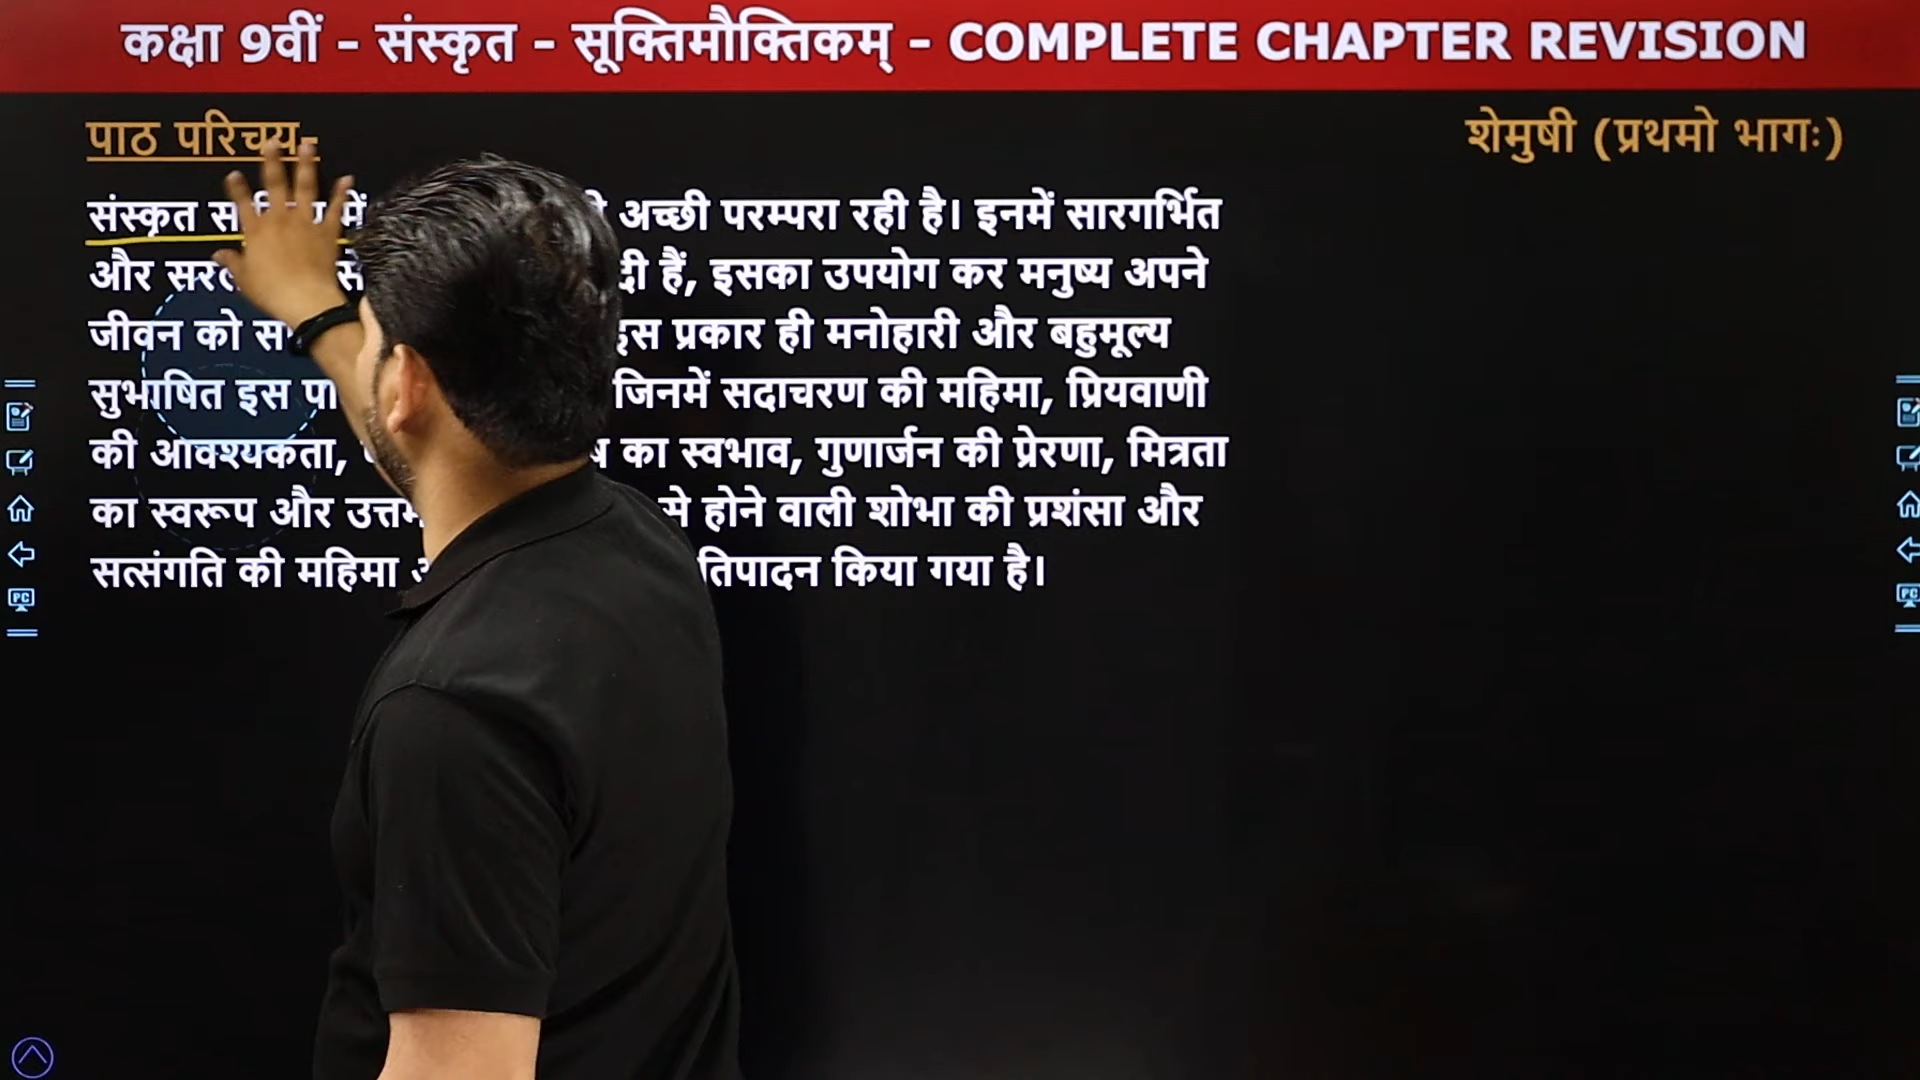 कक्षा 9वीं - संस्कृत - सूक्तिमौक्तिकम् - COMPLETE CHAPTER REVISION
पाठ परिचय-
शेमुषी (प्रथमो भागः)
संस्कृत में अच्छी परम्परा रही है। इनमें सारगर्भित
और से हैं, इसका उपयोग कर मनुष्य अपने
जीवन को इस प्रकार ही मनोहारी और बहुमूल्य
सुभाषित इस जिनमें सदाचरण की महिमा, प्रियवाणी
की आवश्यकता, का स्वभाव, गुणार्जन की प्रेरणा, मित्रता
का स्वरूप और से होने वाली शोभा की प्रशंसा और
सत्संगति की महिमा किया गया है।
PC
PC